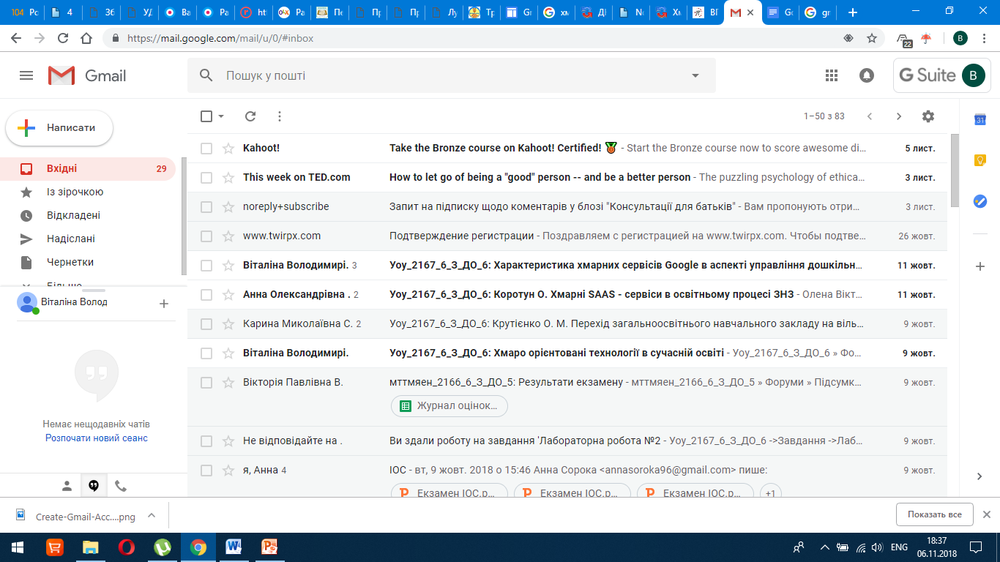 104 Рс
4
Зб
УД
Ва
Ра
ht
Ра
Пе
Пр
Пр
Лу
Тр
Gr
хм
ДІ
No
Хм
ВГ
Gc
gr
https://mail.google.com/mail/u/0/#inbox
22
B
Gmail
Пошук у пошті
G Suite
B
Написати
1–50 з 83
31
Вхідні 29
Із зірочкою
Відкладені
Надіслані
Чернетки
Більше
Kahoot! Take the Bronze course on Kahoot! Certified! 🏅 - Start the Bronze course now to score awesome di… 5 лист.
This week on TED.com How to let go of being a "good" person -- and be a better person - The puzzling psychology of ethica… 3 лист.
noreply+subscribe Запит на підписку щодо коментарів у блозі "Консультації для батьків" - Вам пропонують отри… 3 лист.
www.twirpx.com Подтверждение регистрации - Поздравляем с регистрацией на www.twirpx.com. Чтобы подтве… 26 жовт.
Віталіна Володимирі. 3 Уоу_2167_6_З_ДО_6: Характеристика хмарних сервісів Google в аспекті управління дошкільн… 11 жовт.
Анна Олександрівна . 2 Уоу_2167_6_З_ДО_6: Коротун О. Хмарні SAAS - сервіси в освітньому процесі ЗНЗ - Олена Вікт… 11 жовт.
Карина Миколаївна С. 2 Уоу_2167_6_З_ДО_6: Крутієнко О. М. Перехід загальноосвітнього навчального закладу на віль… 9 жовт.
Віталіна Володимирі. Уоу_2167_6_З_ДО_6: Хмаро орієнтовані технології в сучасній освіті - Уоу_2167_6_З_ДО_6 » Фо… 9 жовт.
Вікторія Павлівна В. мттмяен_2166_6_З_ДО_5: Результати екзамену - мттмяен_2166_6_З_ДО_5 » Форуми » Підсумк… 9 жовт.
Журнал оцінок…
Не відповідайте на . Ви здали роботу на завдання 'Лабораторна робота №2 - Уоу_2167_6_З_ДО_6 ->Завдання ->Лаб… 9 жовт.
я, Анна 4 ІОС - вт, 9 жовт. 2018 о 15:46 Анна Сорока <annasoroka96@gmail.com> пише: 9 жовт.
Екзамен ІОС.р… Екзамен ІОС.р… Екзамен ІОС.р… +1
Віталіна Волод
Немає нещодавніх чатів
Розпочати новий сеанс
Create-Gmail-Acc....png
Показать все
ENG
18:37
06.11.2018